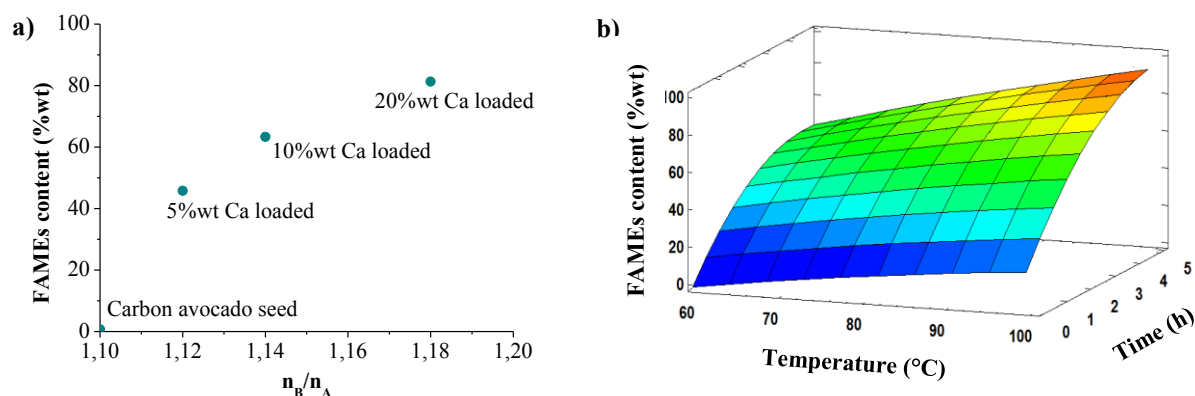 a)
FAMEs content (%wt)
100
80
60
40
20
0
20%wt Ca loaded
10%wt Ca loaded
5%wt Ca loaded
Carbon avocado seed
1,10
1,12
1,14
1,16
1,18
1,20
n_B/n_A
b)
FAMEs content (%wt)
100
80
60
40
20
0
60
70
80
90
100
Temperature (°C)
0
1
2
3
4
5
Time (h)